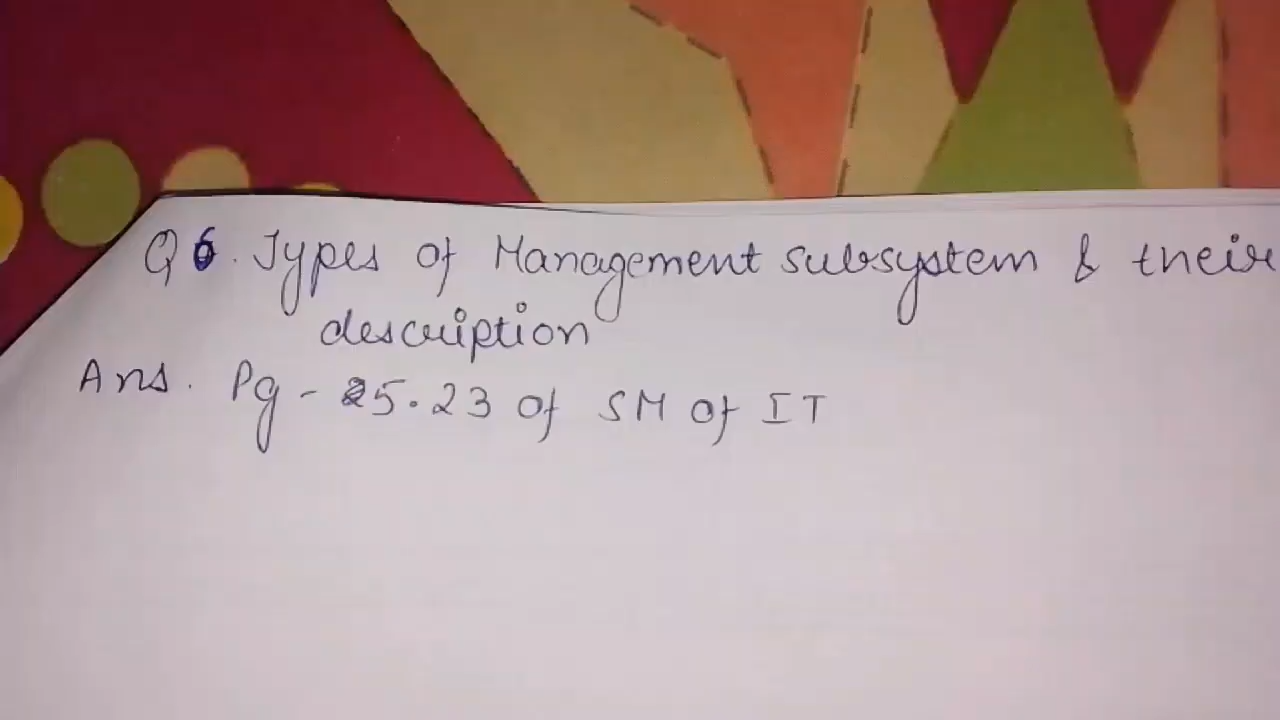 Q6. Types of Management subsystem & their
description
Ans. Pg - 25.23 of SM of IT